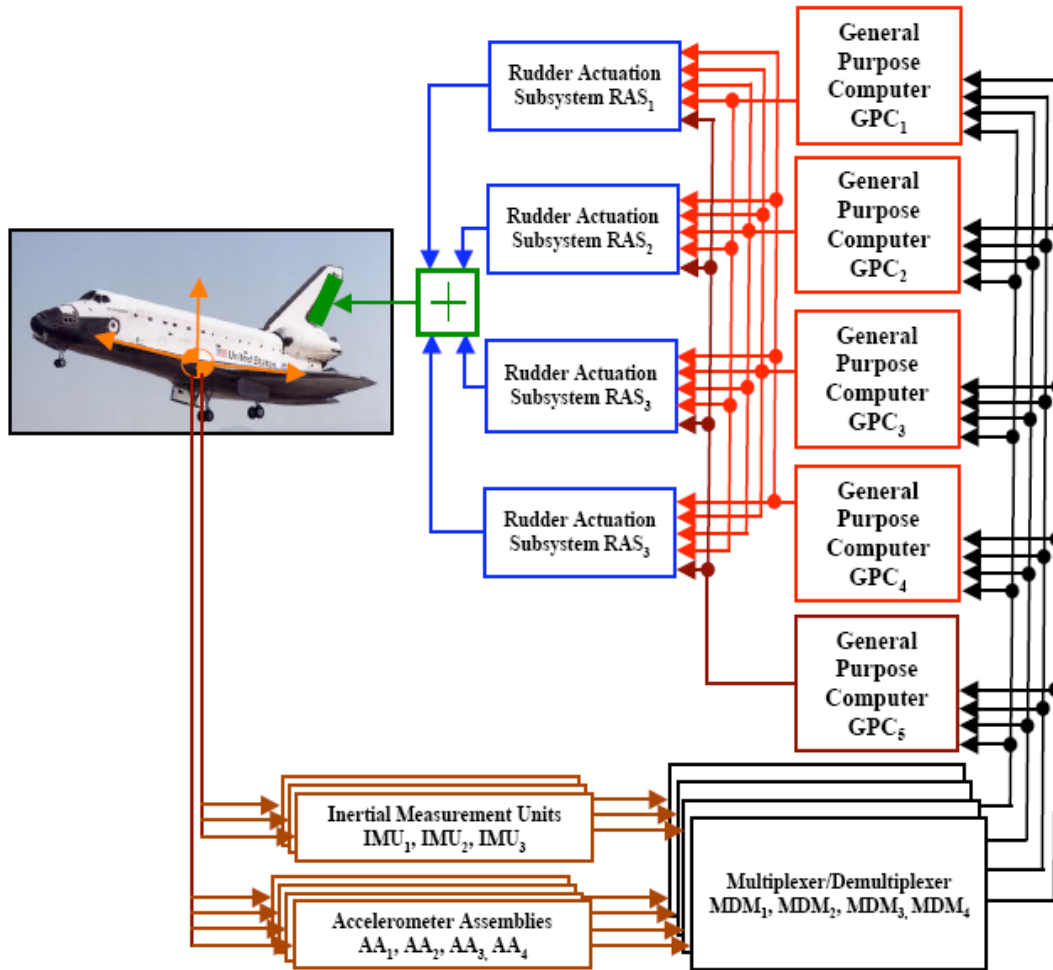 General
Purpose
Computer
GPC₁
Rudder Actuation
Subsystem RAS₁
General
Purpose
Computer
GPC₂
Rudder Actuation
Subsystem RAS₂
United States
General
Purpose
Computer
GPC₃
Rudder Actuation
Subsystem RAS₃
General
Purpose
Computer
GPC₄
Rudder Actuation
Subsystem RAS₃
General
Purpose
Computer
GPC₅
Inertial Measurement Units
IMU₁, IMU₂, IMU₃
Multiplexer/Demultiplexer
MDM₁, MDM₂, MDM₃, MDM₄
Accelerometer Assemblies
AA₁, AA₂, AA₃, AA₄